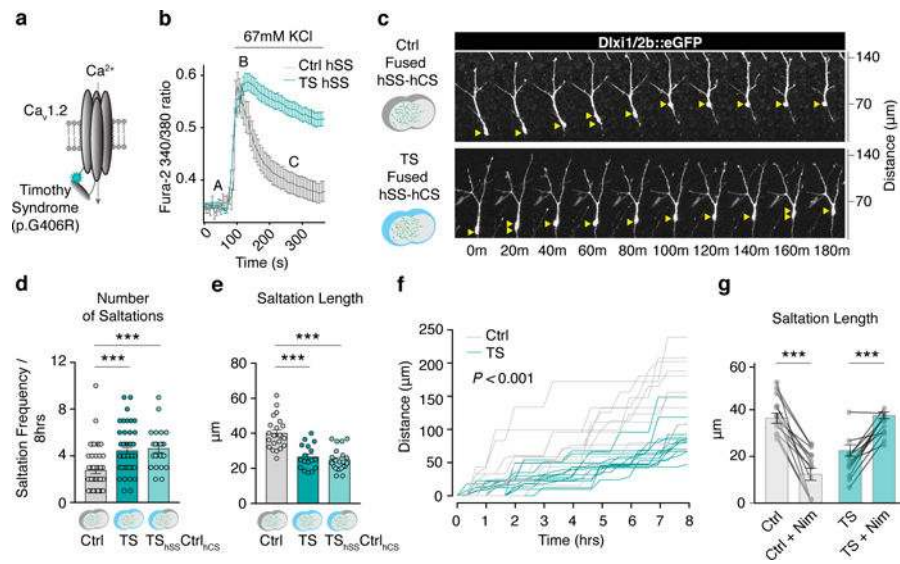 a
Ca²⁺
Caᵥ1.2
Timothy
Syndrome
(p.G406R)
b
67mM KCl
Ctrl hSS
TS hSS
Fura-2 340/380 ratio
0.6
0.5
0.4
A
B
C
0
100
200
300
Time (s)
c
Dlxi1/2b::eGFP
Ctrl
Fused
hSS-hCS
TS
Fused
hSS-hCS
140
70
140
70
Distance (µm)
0m 20m 40m 60m 80m 100m 120m 140m 160m 180m
d
Number
of Saltations
***
***
Saltation Frequency /
8hrs
12
8
4
0
Ctrl TS TShSSCtrlhCS
e
Saltation Length
***
***
µm
80
60
40
20
0
Ctrl TS TShSSCtrlhCS
f
Ctrl
TS
P<0.001
Distance (µm)
250
200
150
100
50
0
0 1 2 3 4 5 6 7 8
Time (hrs)
g
Saltation Length
*** ***
µm
60
40
20
0
Ctrl
Ctrl + Nim
TS
TS + Nim